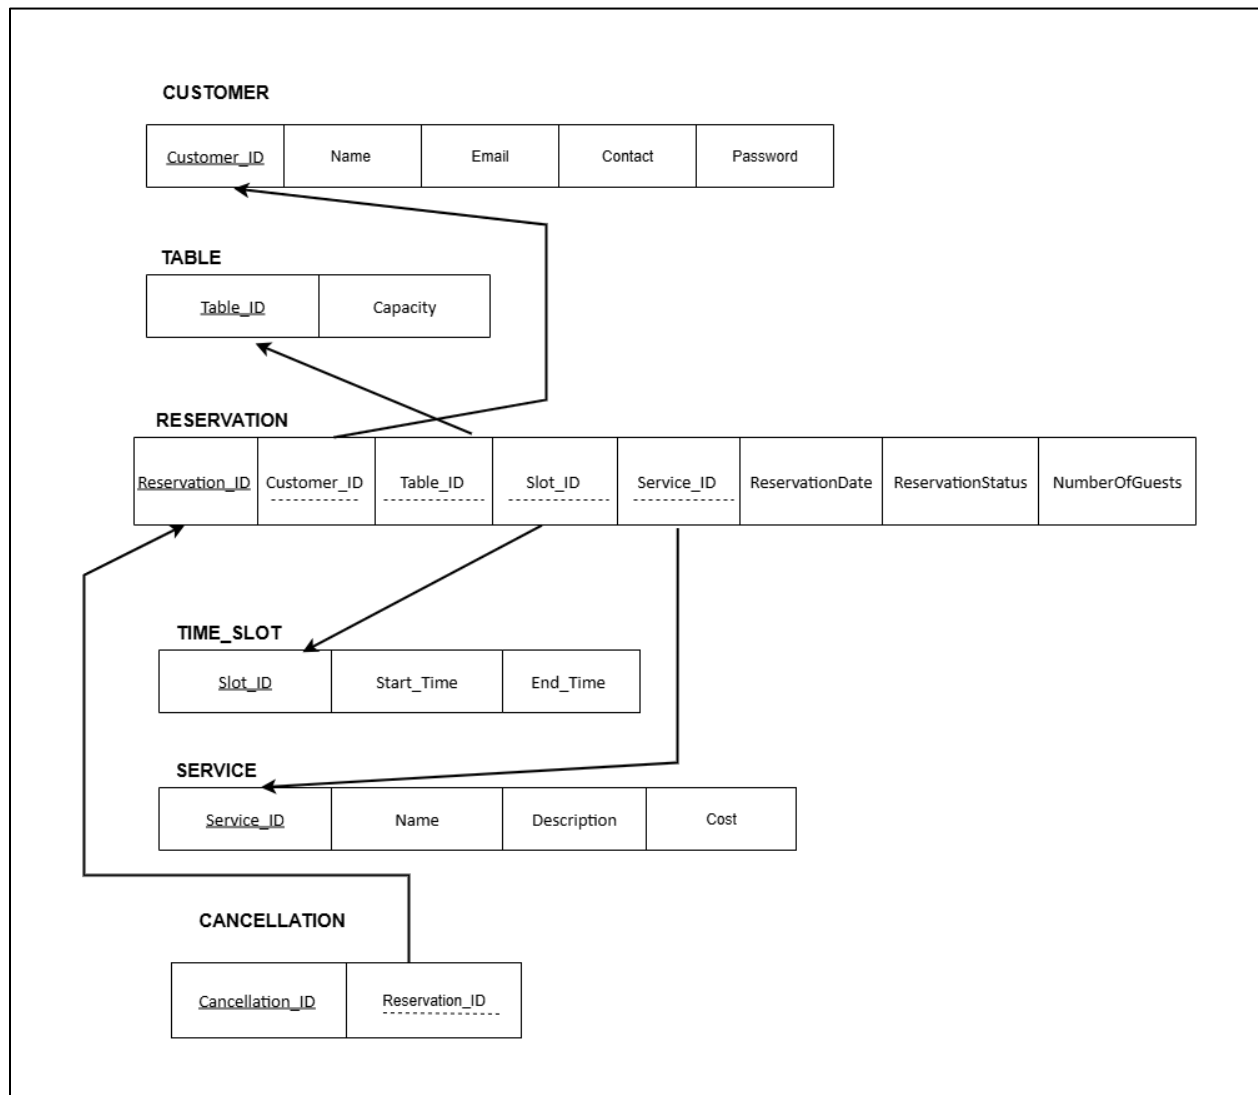 CUSTOMER
Customer_ID Name Email Contact Password
TABLE
Table_ID Capacity
RESERVATION
Reservation_ID Customer_ID Table_ID Slot_ID Service_ID ReservationDate ReservationStatus NumberOfGuests
TIME_SLOT
Slot_ID Start_Time End_Time
SERVICE
Service_ID Name Description Cost
CANCELLATION
Cancellation_ID Reservation_ID